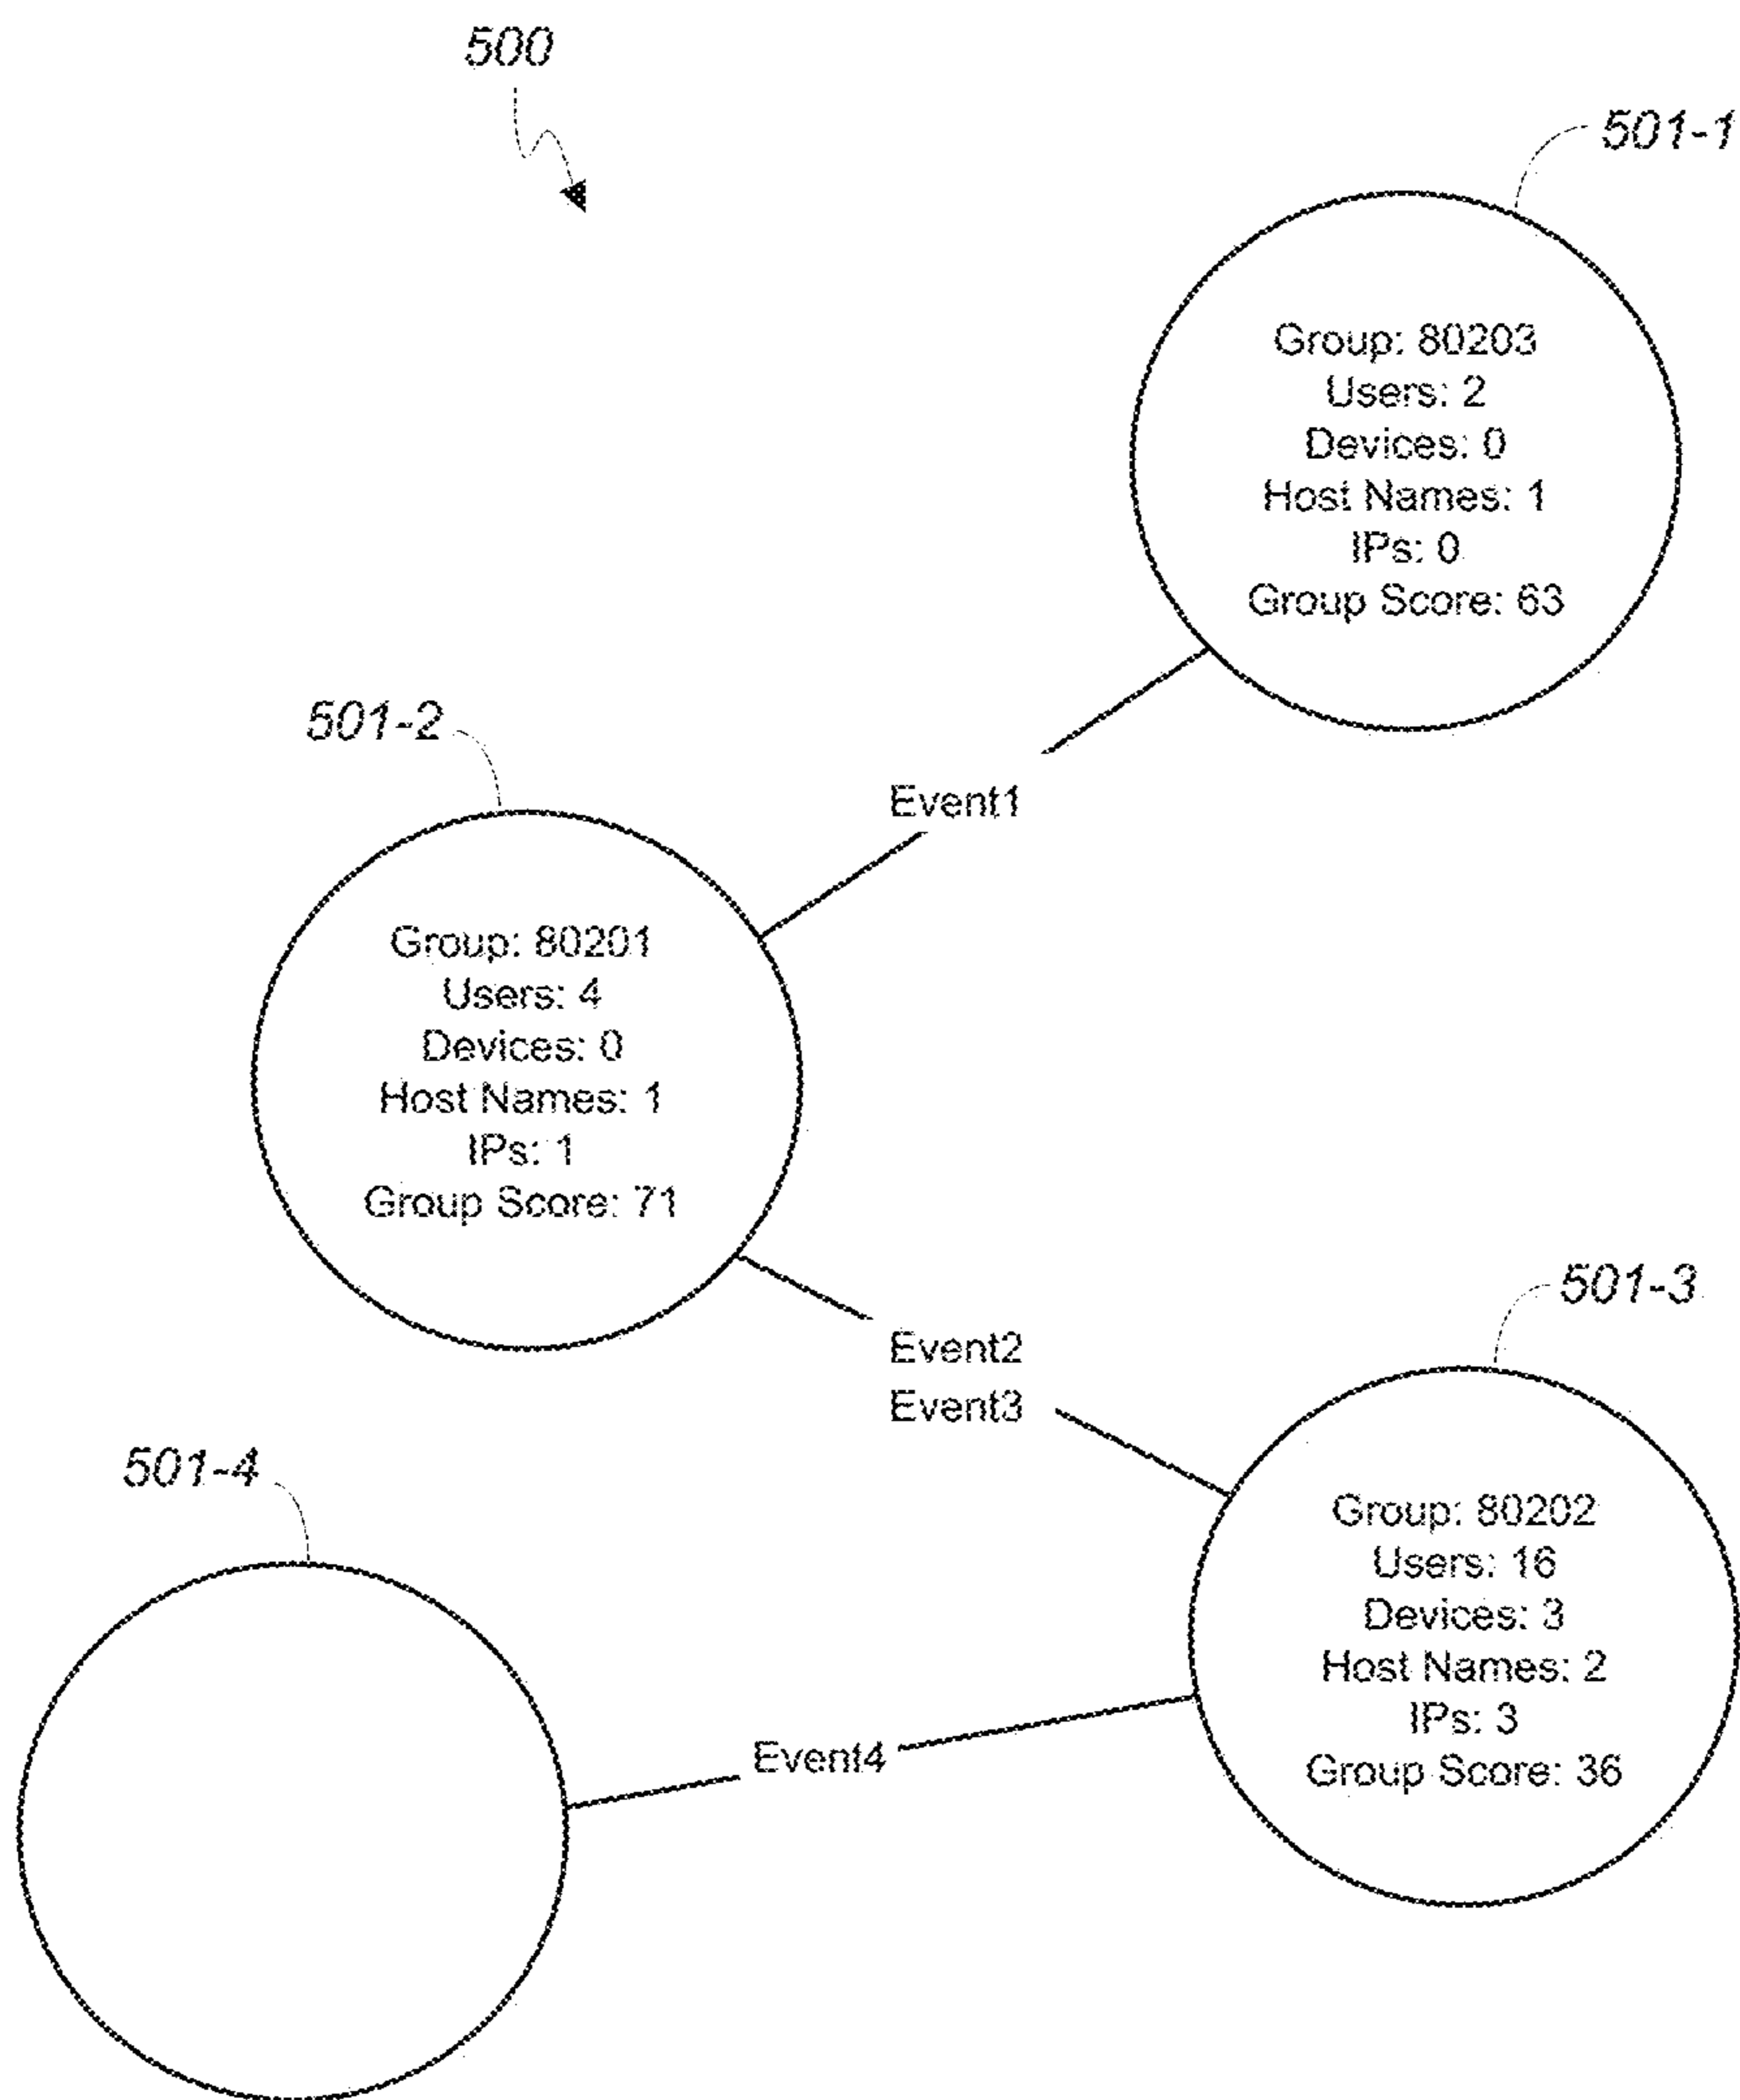 500
501-1
Group: 80203
Users: 2
Devices: 0
Host Names: 1
IPs: 0
Group Score: 63
501-2
Event1
Group: 80201
Users: 4
Devices: 0
Host Names: 1
IPs: 1
Group Score: 71
501-3
Event2
Event3
501-4
Group: 80202
Users: 16
Devices: 3
Host Names: 2
IPs: 3
Group Score: 36
Event4